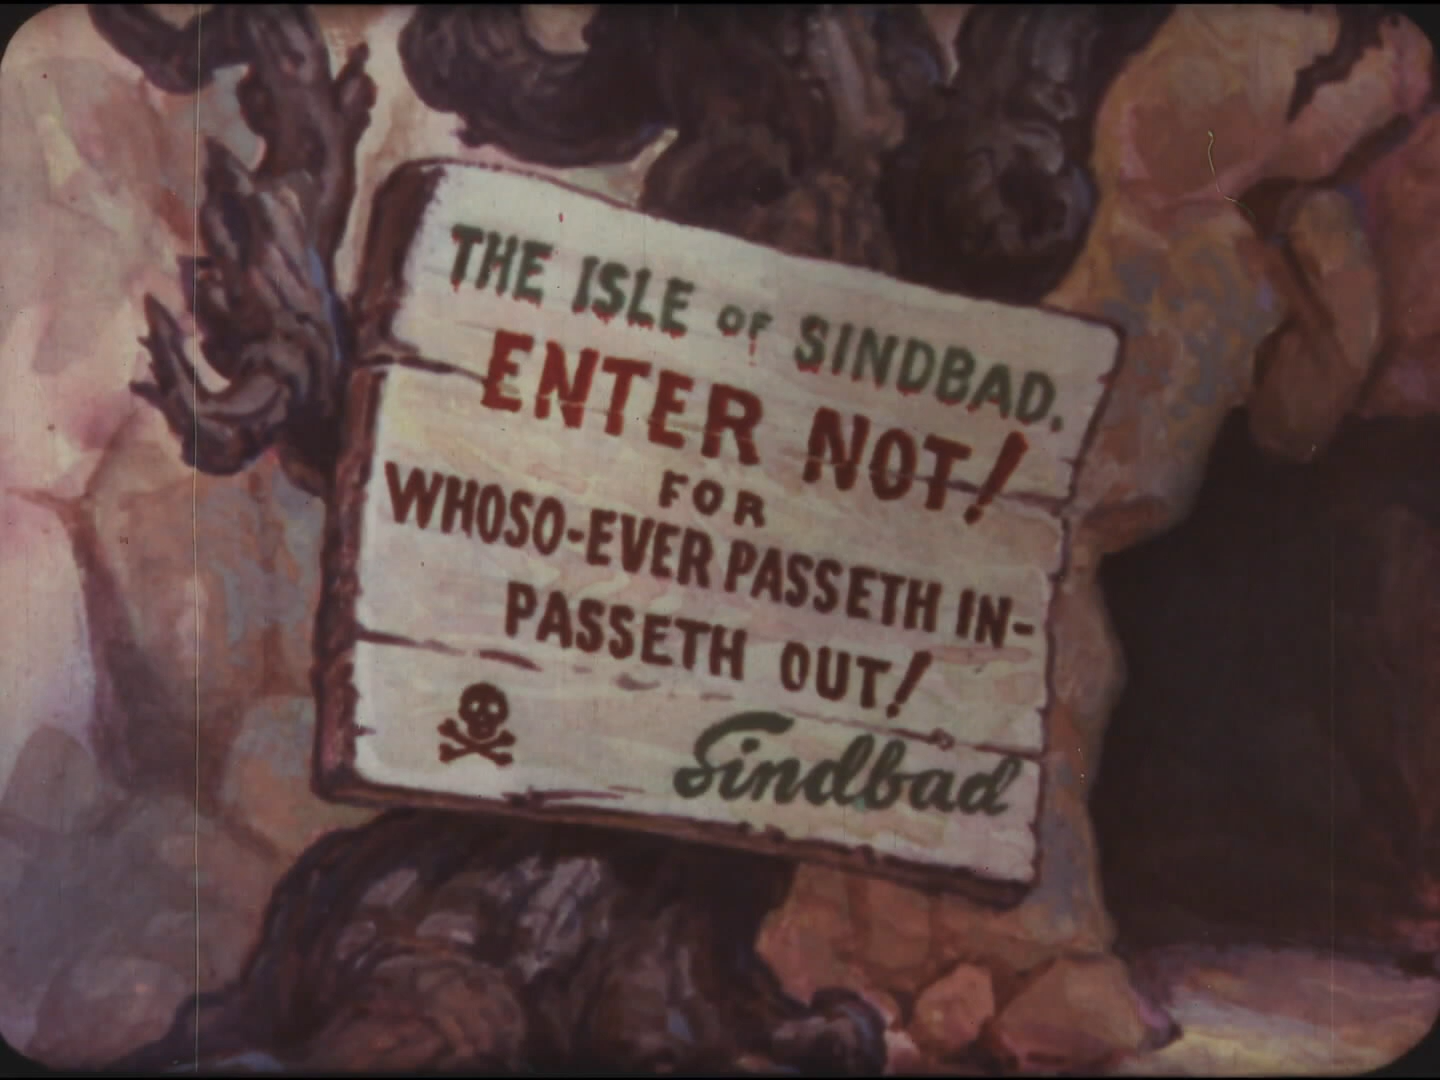 THE ISLE OF SINDBAD.
ENTER NOT!
FOR
WHOSO-EVER PASSETH IN-
PASSETH OUT!
Sindbad